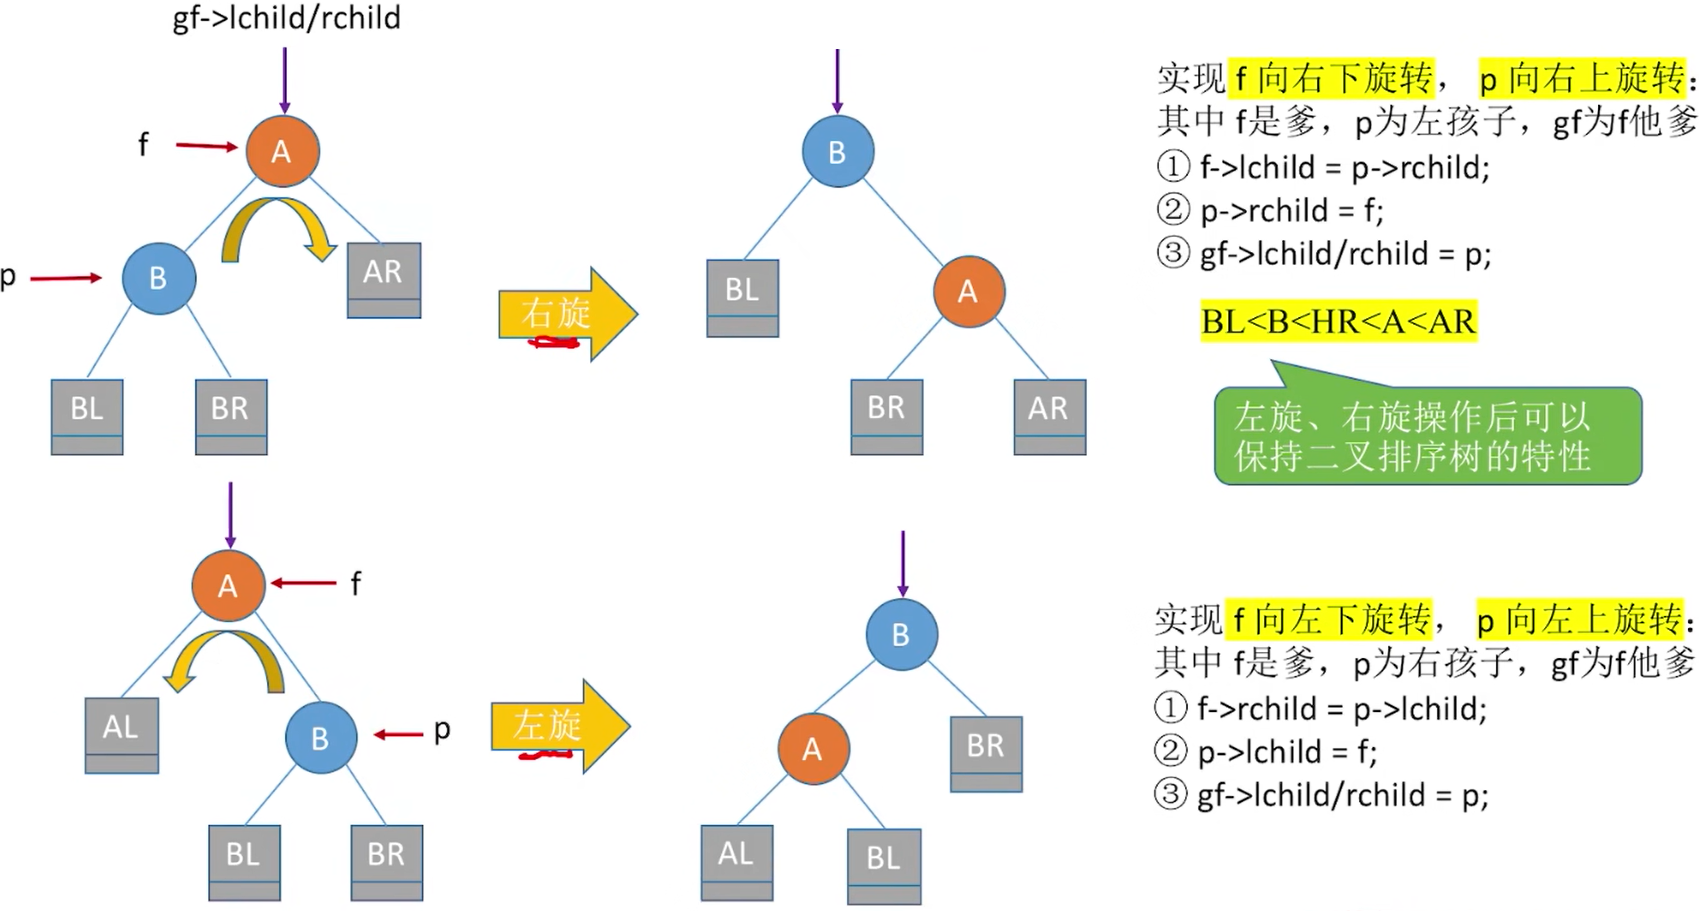 gf->lchild/rchild
f
A
B
p
AR
BL
BR
右旋
B
BL
A
BR
AR
实现 f 向右下旋转， p 向右上旋转：
其中 f是爹，p为左孩子，gf为f他爹
① f->lchild = p->rchild;
② p->rchild = f;
③ gf->lchild/rchild = p;
BL<B<HR<A<AR
左旋、右旋操作后可以
保持二叉排序树的特性
A
f
AL
B
p
BL
BR
左旋
B
A
BR
AL
BL
实现 f 向左下旋转， p 向左上旋转：
其中 f是爹，p为右孩子，gf为f他爹
① f->rchild = p->lchild;
② p->lchild = f;
③ gf->lchild/rchild = p;